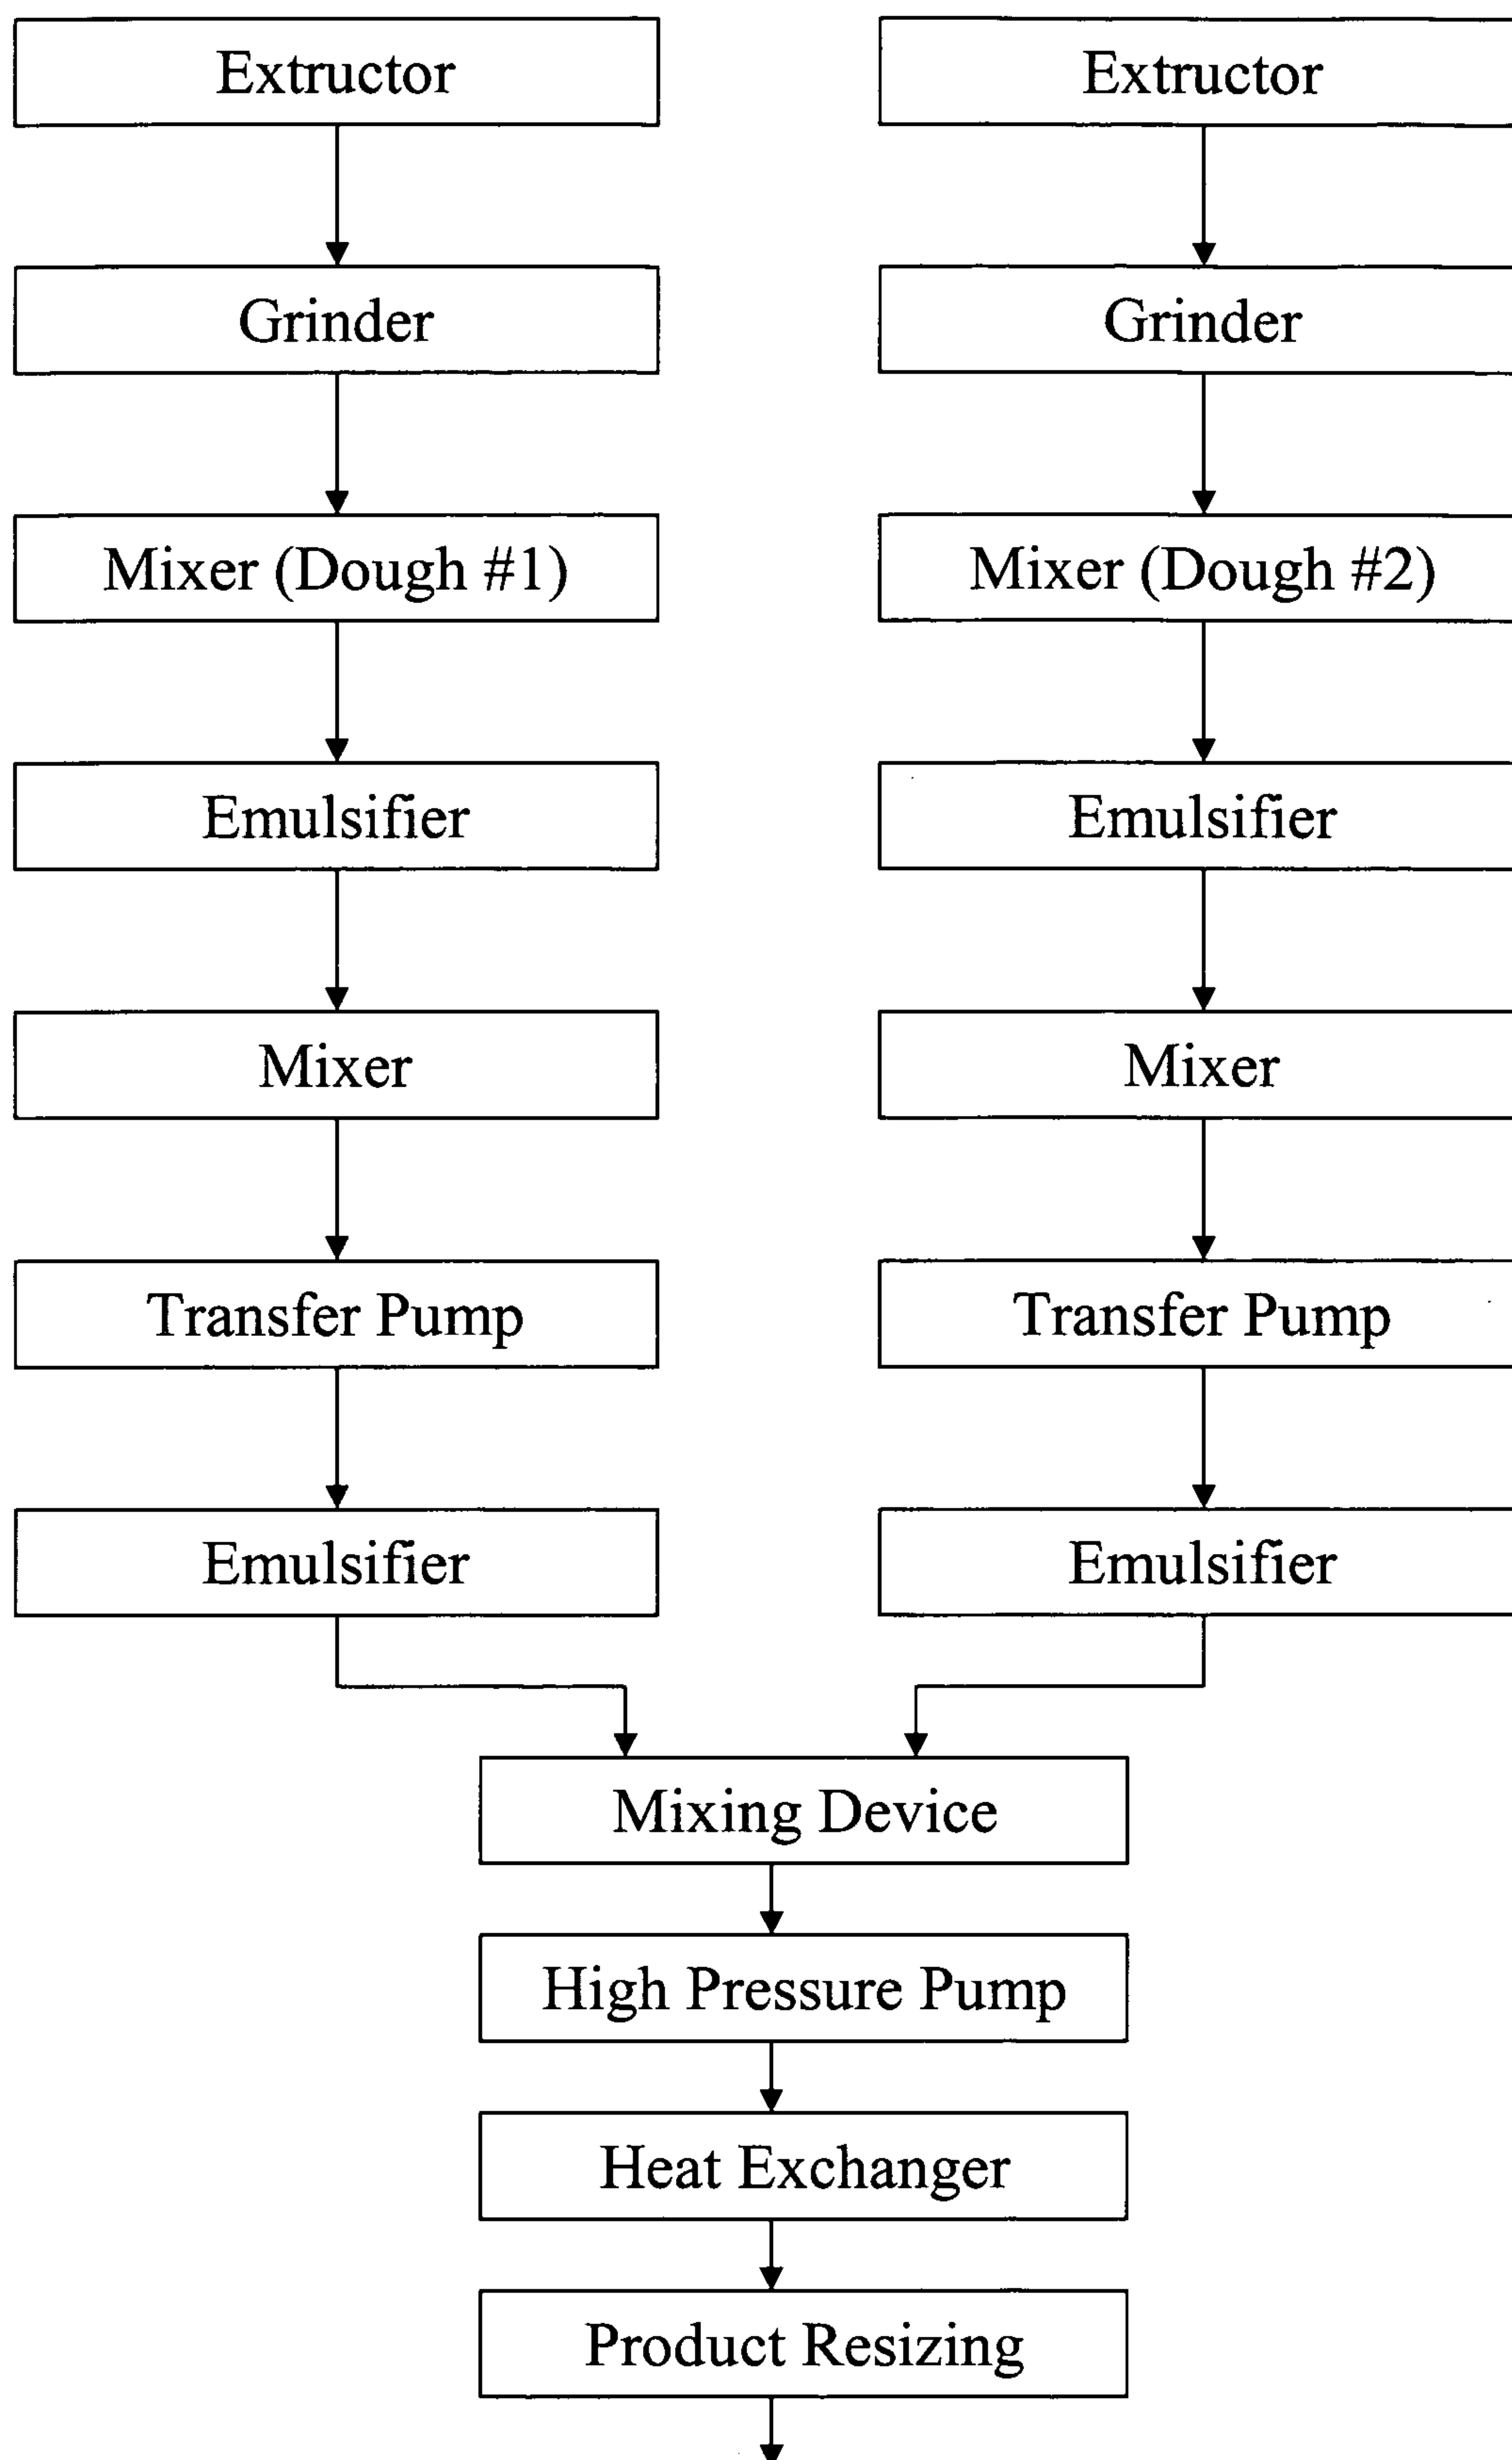 Extructor
Extructor
Grinder
Grinder
Mixer (Dough #1)
Mixer (Dough #2)
Emulsifier
Emulsifier
Mixer
Mixer
Transfer Pump
Transfer Pump
Emulsifier
Emulsifier
Mixing Device
High Pressure Pump
Heat Exchanger
Product Resizing